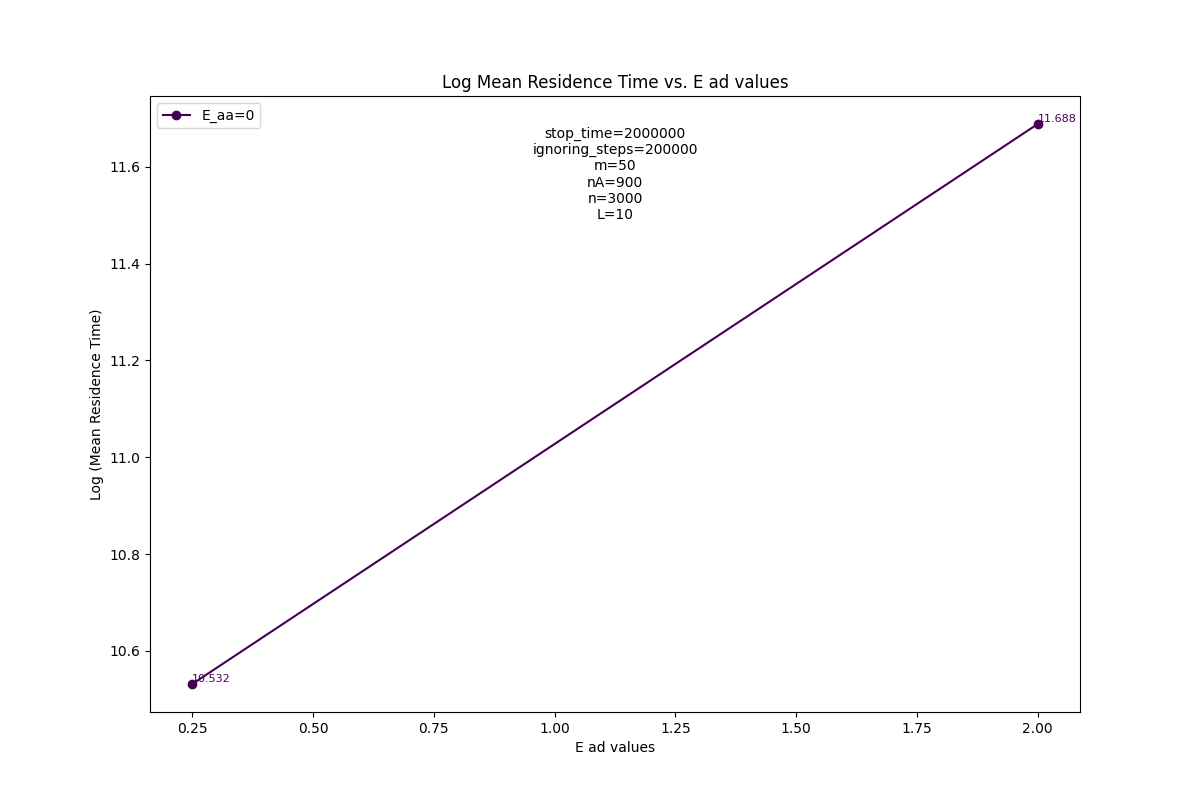 Log Mean Residence Time vs. E ad values
E_aa=0
stop_time=2000000
ignoring_steps=200000
m=50
nA=900
n=3000
L=10
11.688
10.532
11.6
11.4
11.2
11.0
10.8
10.6
Log (Mean Residence Time)
0.25 0.50 0.75 1.00 1.25 1.50 1.75 2.00
E ad values